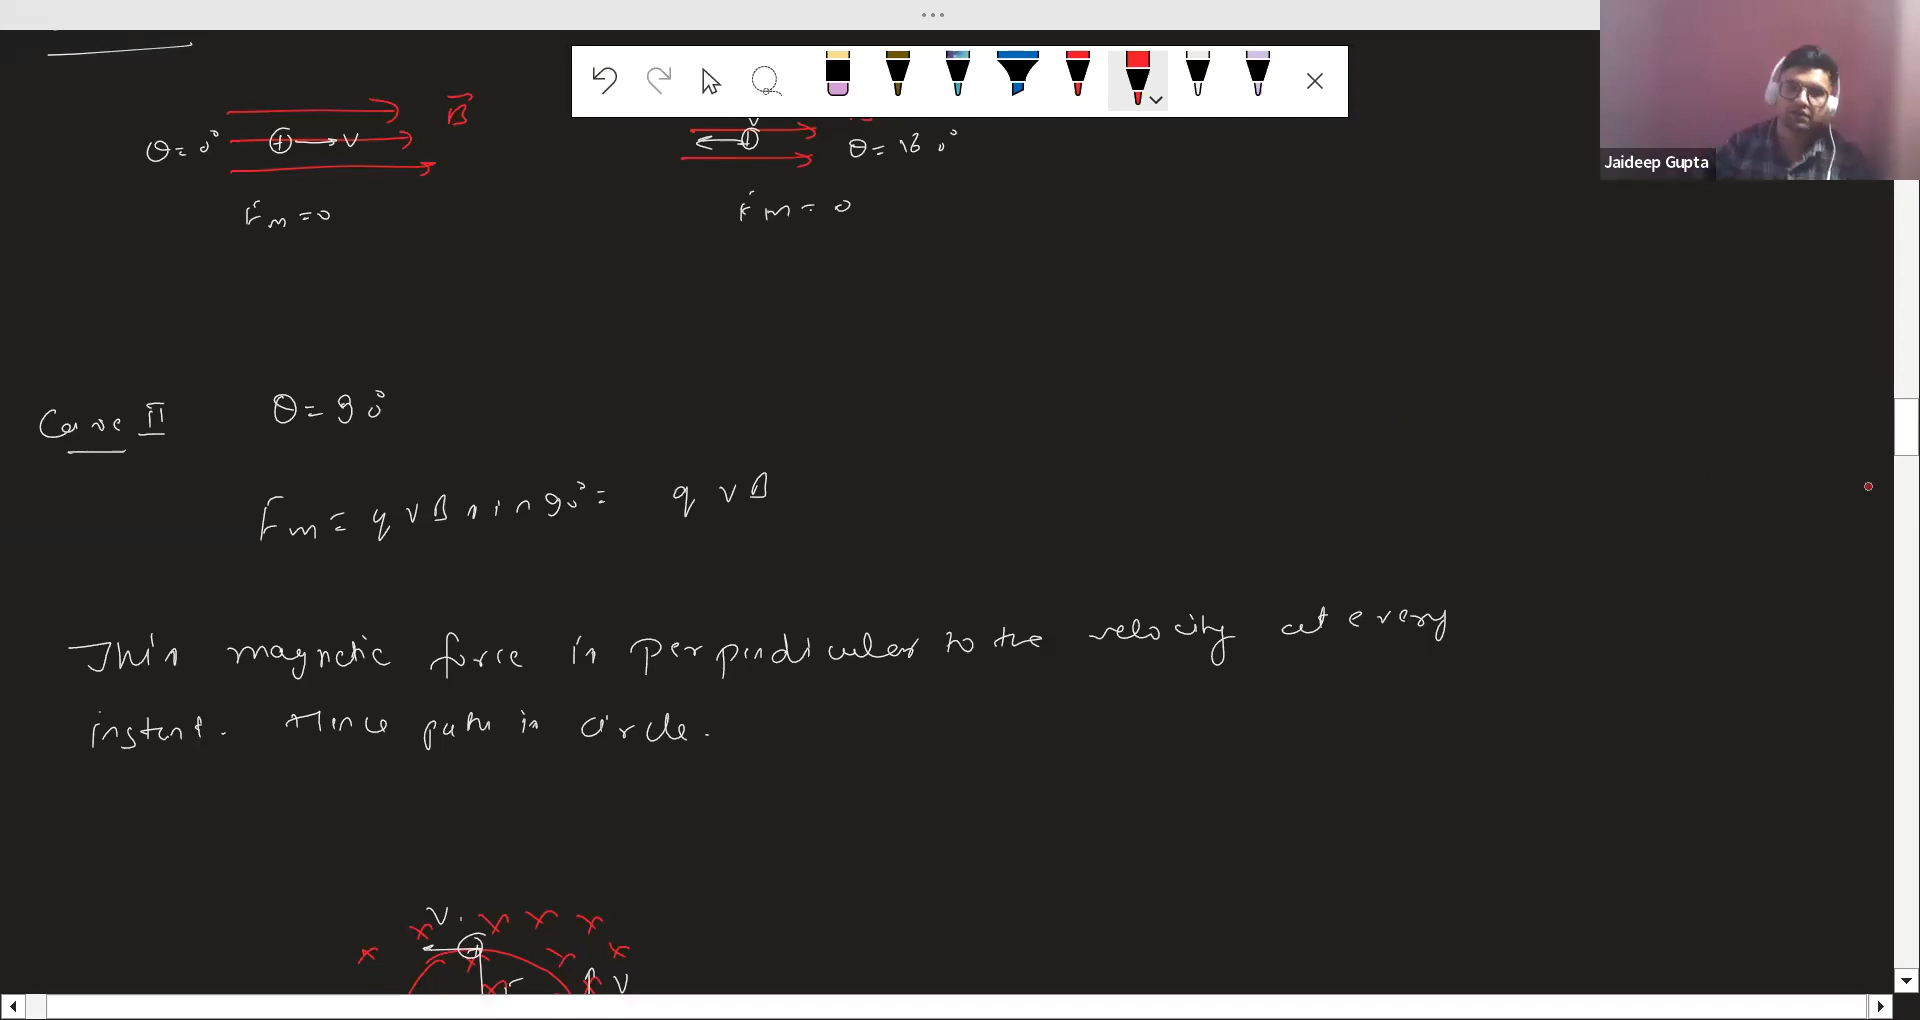 B
θ = 0°
+
V
V
θ = 180°
Fm = 0
Fm = 0
Jaideep Gupta
Case II
θ = 90°
Fm = qvB sin 90° = qvB
This magnetic force is perpendicular to the velocity at every
instant. Hence path is circle.
V
x x x x
+
x x x x
V